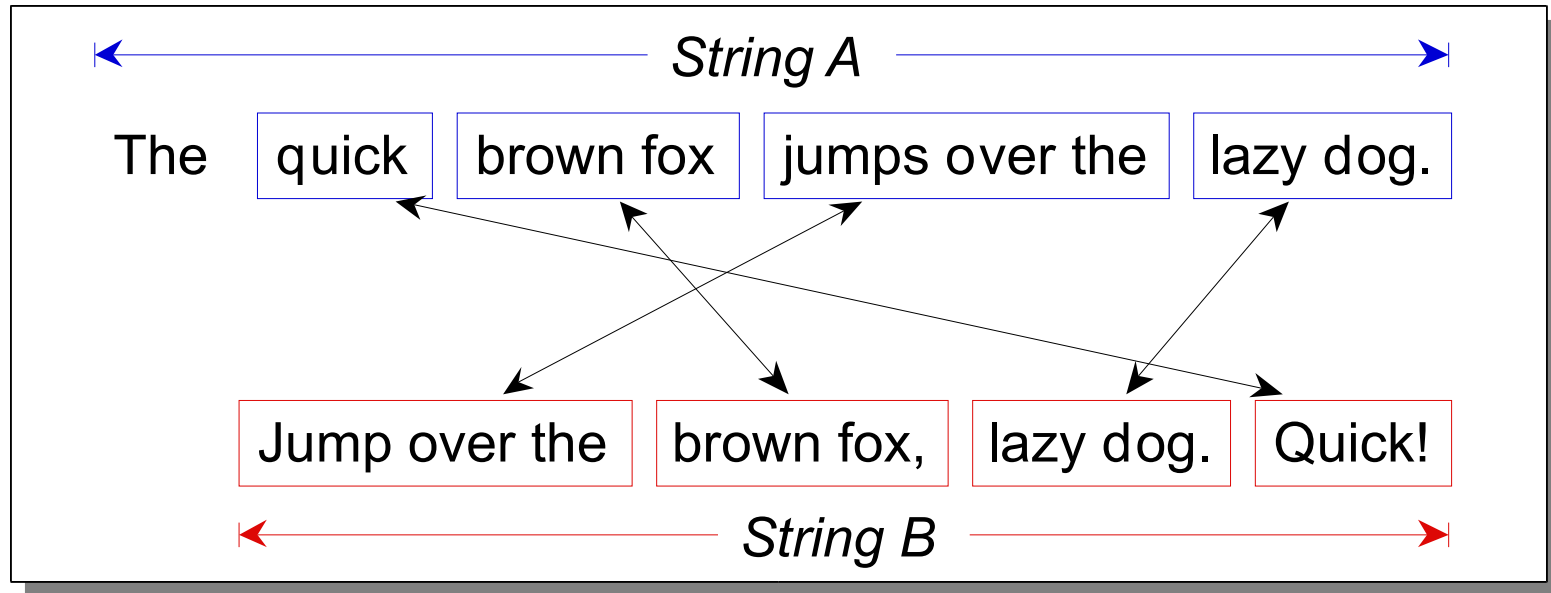 String A
The quick brown fox jumps over the lazy dog.
Jump over the brown fox, lazy dog. Quick!
String B